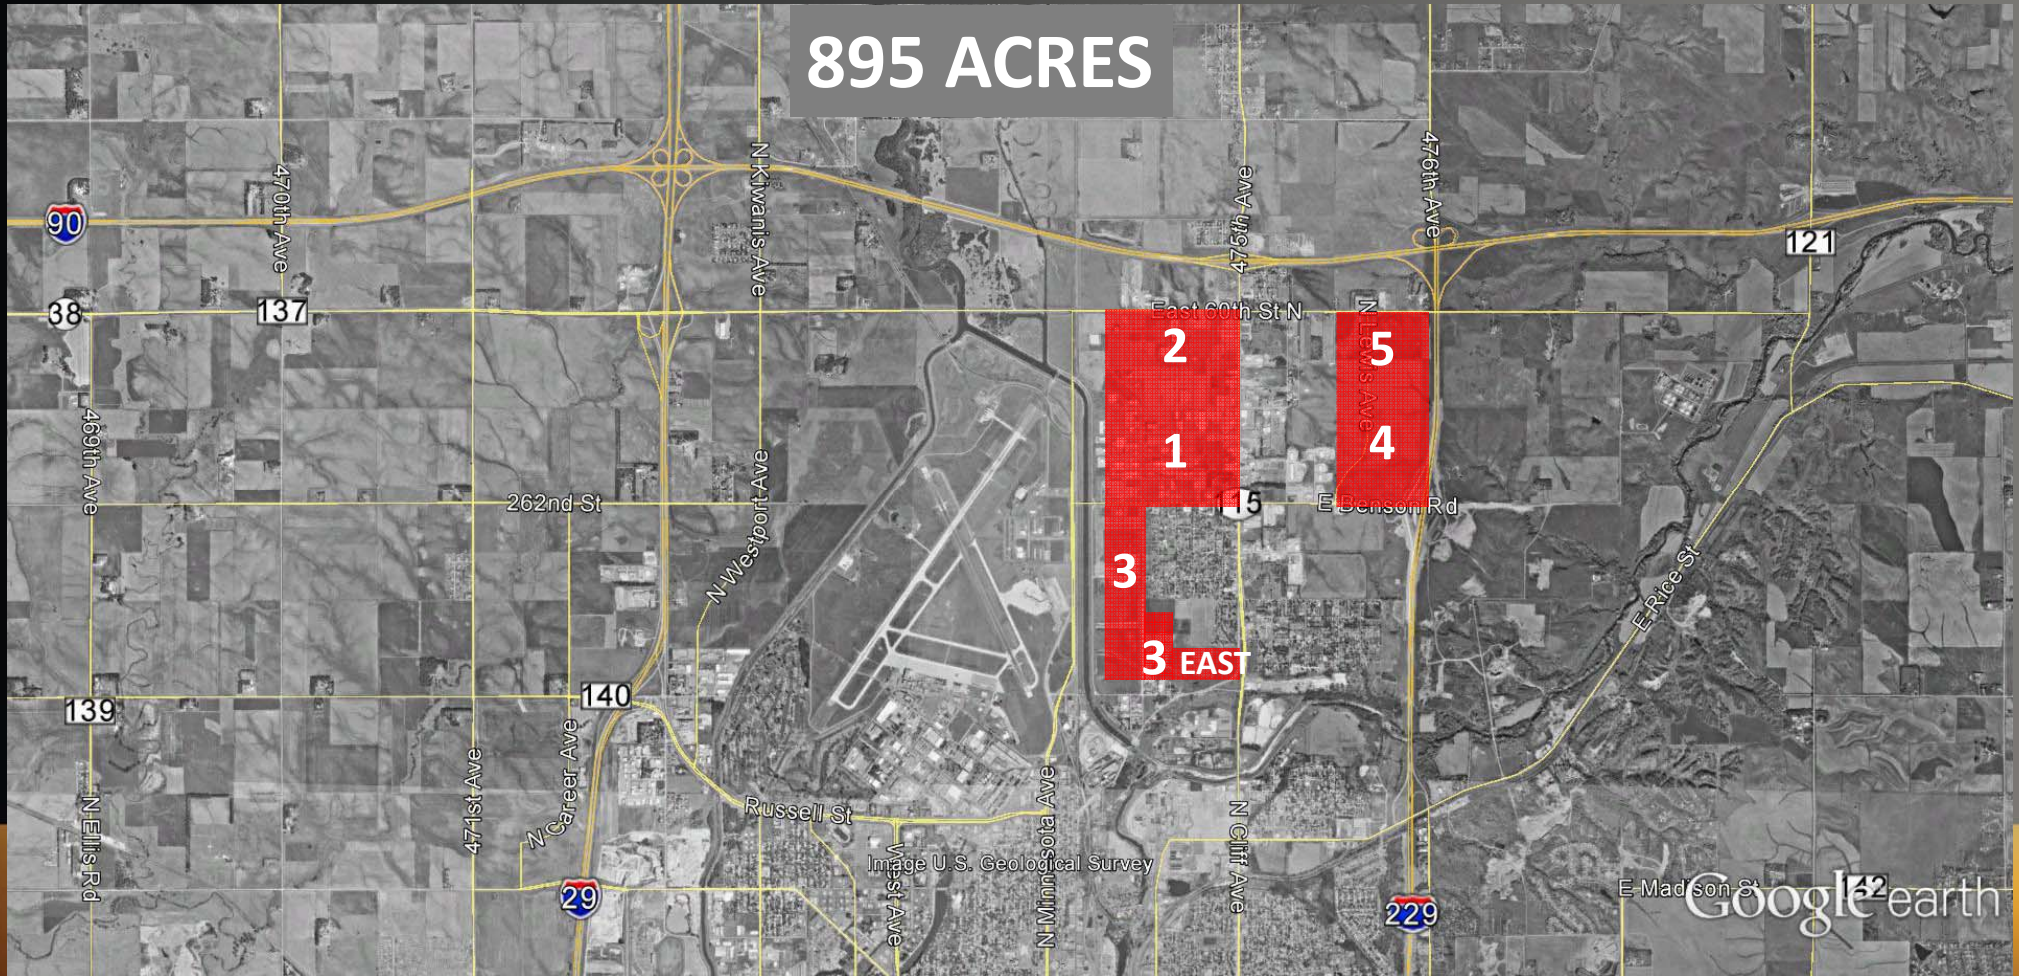 895 ACRES
90
470th Ave
N Kiwanis Ave
475th Ave
476th Ave
121
38
137
East 60th St N
N Lewis Ave
2
5
469th Ave
1
4
262nd St
N Westport Ave
115
E Benson Rd
3
E Rice St
3 EAST
139
140
471st Ave
N Career Ave
Russell St
N Ellis Rd
West Ave
N Minnesota Ave
N Cliff Ave
Image U.S. Geological Survey
29
229
E Madison St
142
Google earth